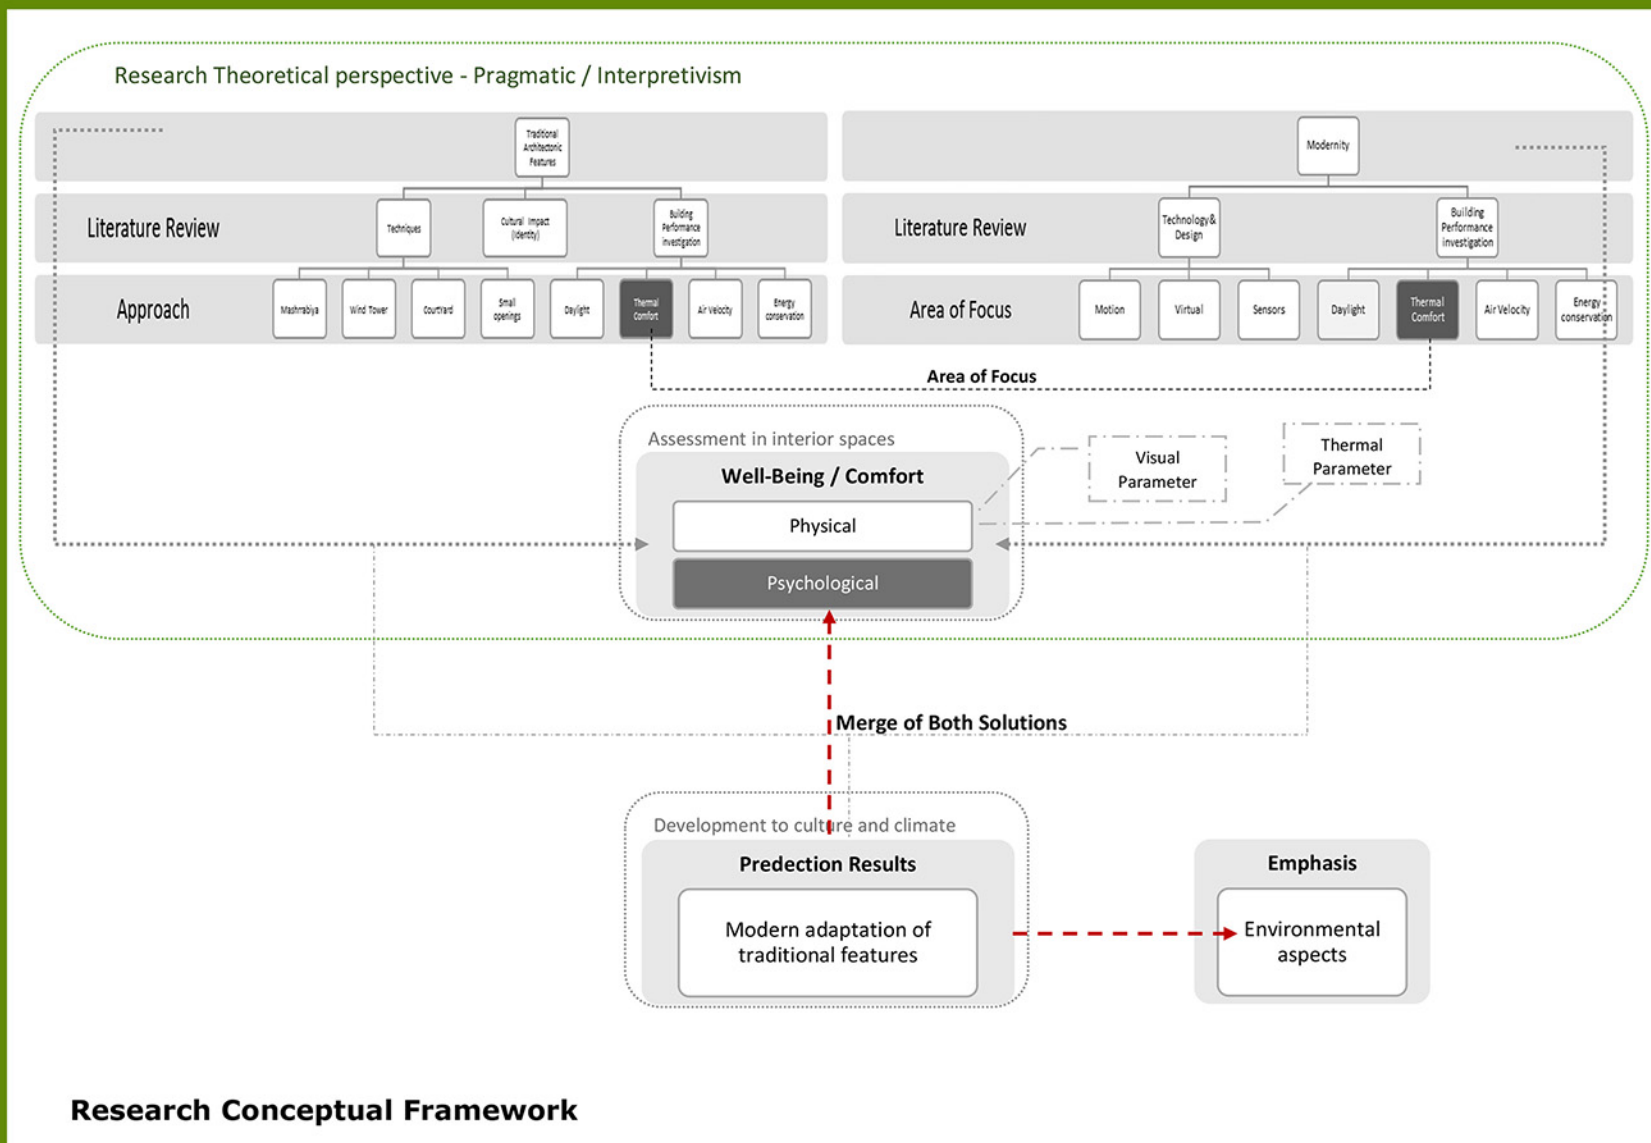 Research Theoretical perspective - Pragmatic / Interpretivism
Traditional
Architectonic
Features
Modernity
Literature Review
Techniques
Cultural Impact
(Identity)
Building
Performance
investigation
Literature Review
Technology &
Design
Building
Performance
investigation
Approach
Mashrrabiya
Wind Tower
CourtYard
Small
openings
Daylight
Thermal
Comfort
Air Velocity
Energy
conservation
Area of Focus
Motion
Virtual
Sensors
Daylight
Thermal
Comfort
Air Velocity
Energy
conservation
Area of Focus
Assessment in interior spaces
Well-Being / Comfort
Physical
Psychological
Visual
Parameter
Thermal
Parameter
Merge of Both Solutions
Development to culture and climate
Predection Results
Modern adaptation of
traditional features
Emphasis
Environmental
aspects
Research Conceptual Framework